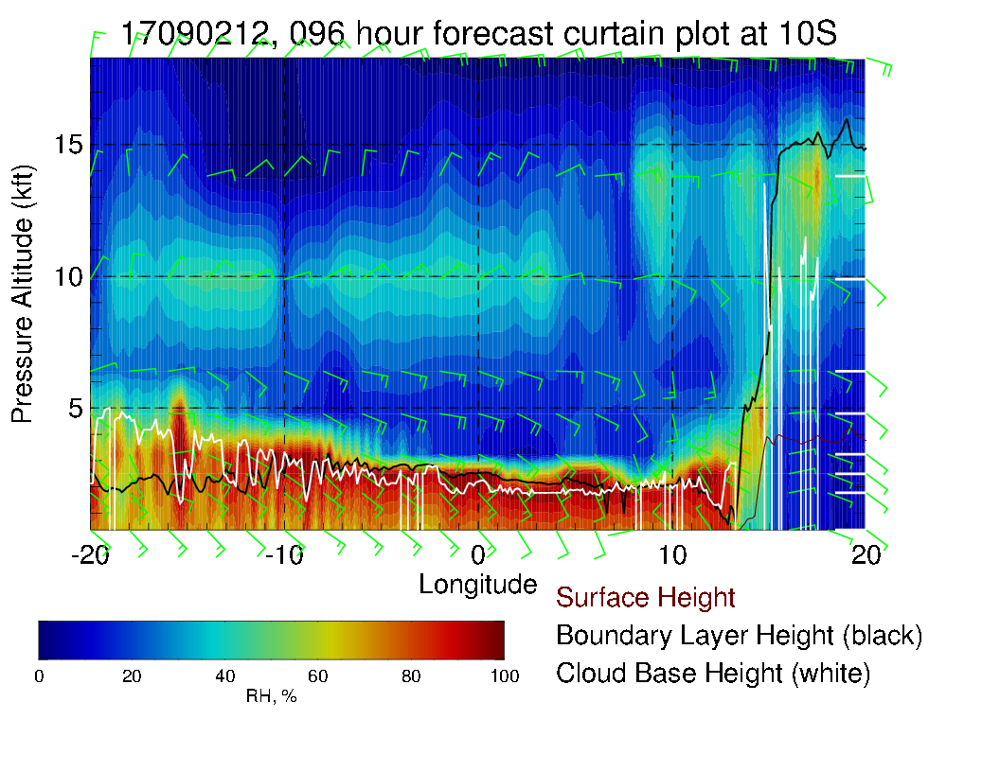 17090212, 096 hour forecast curtain plot at 10S
Pressure Altitude (kft)
15
10
5
-20
-10
0
10
20
Longitude
Surface Height
Boundary Layer Height (black)
Cloud Base Height (white)
0
20
40
60
80
100
RH, %